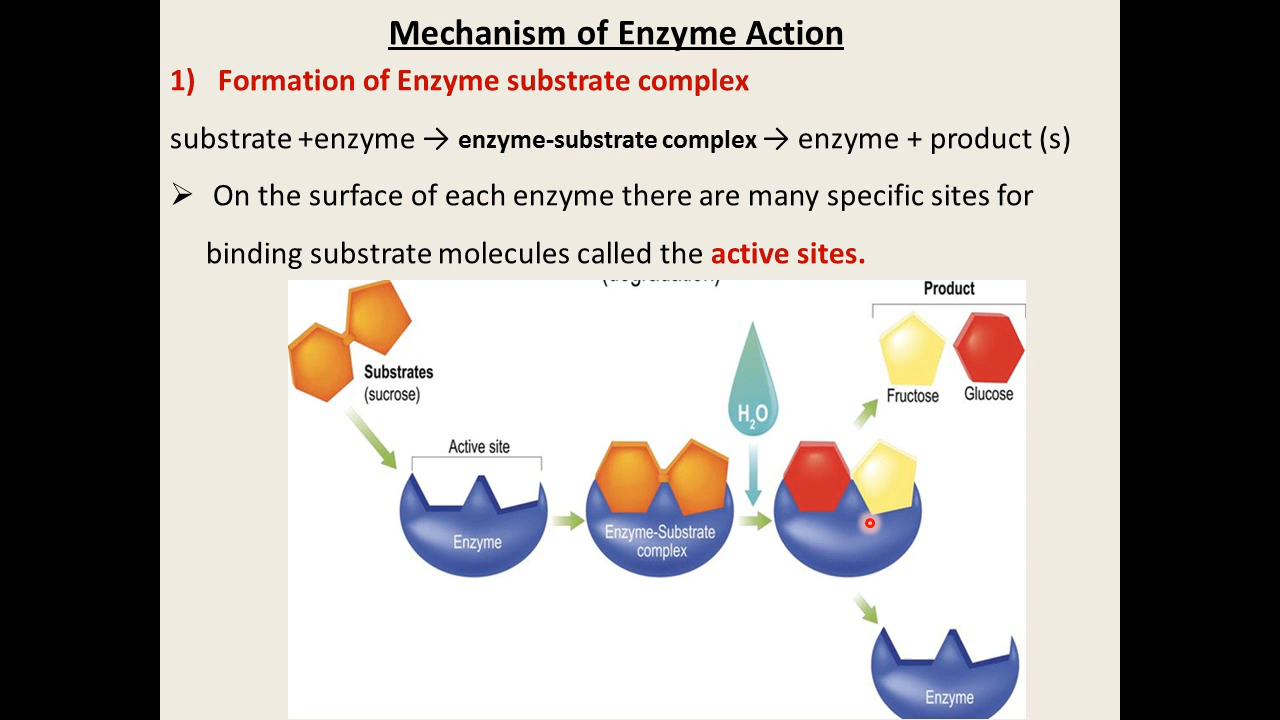 Mechanism of Enzyme Action
1) Formation of Enzyme substrate complex
substrate +enzyme → enzyme-substrate complex → enzyme + product (s)
➢ On the surface of each enzyme there are many specific sites for
binding substrate molecules called the active sites.
(degradation)
Product
Substrates
(sucrose)
Fructose
Glucose
H₂O
Active site
Enzyme
Enzyme-Substrate
complex
Enzyme